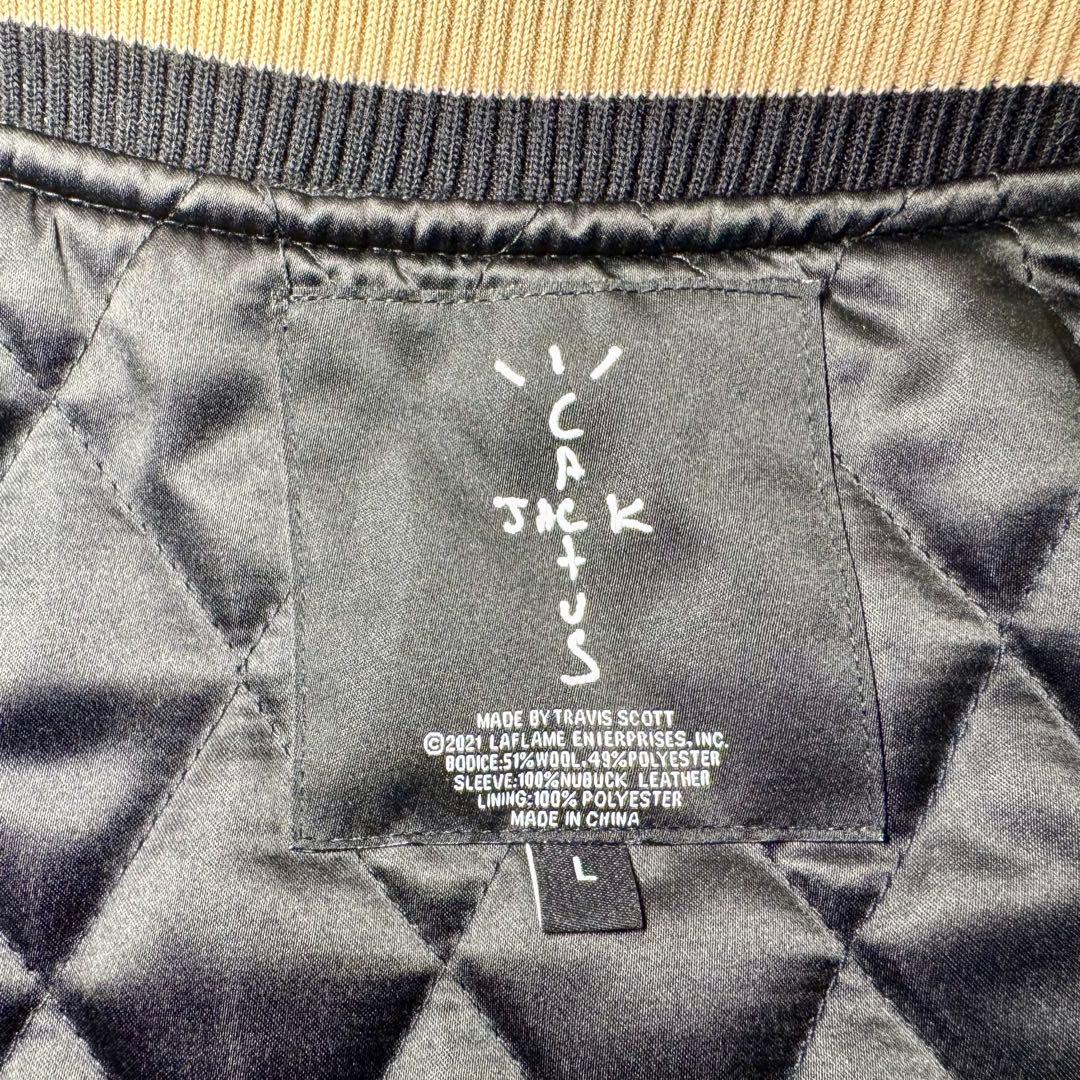 CACTUS
JACK
MADE BY TRAVIS SCOTT
©2021 LAFLAME ENTERPRISES, INC.
BODICE:51%WOOL, 49%POLYESTER
SLEEVE:100%NUBUCK LEATHER
LINING:100% POLYESTER
MADE IN CHINA
L